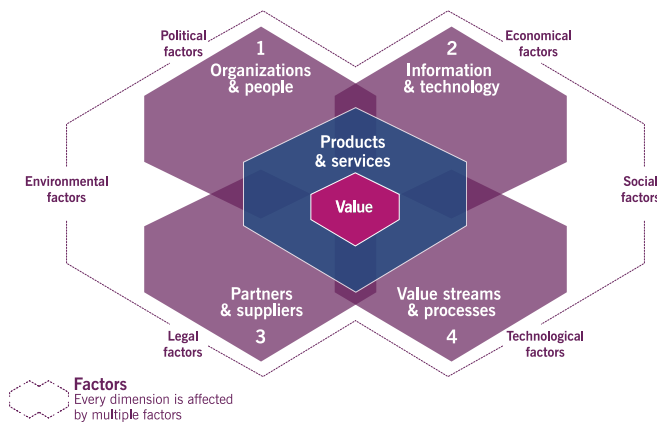 Political
factors
1
Organizations
& people
2
Information
& technology
Economical
factors
Products
& services
Environmental
factors
Value
Social
factors
Partners
& suppliers
3
Value streams
& processes
4
Legal
factors
Technological
factors
Factors
Every dimension is affected
by multiple factors